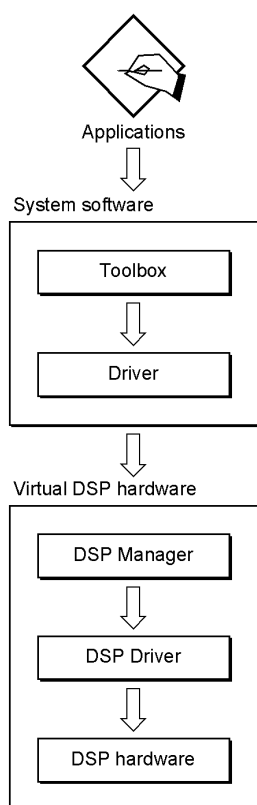 Applications
System software
Toolbox
Driver
Virtual DSP hardware
DSP Manager
DSP Driver
DSP hardware